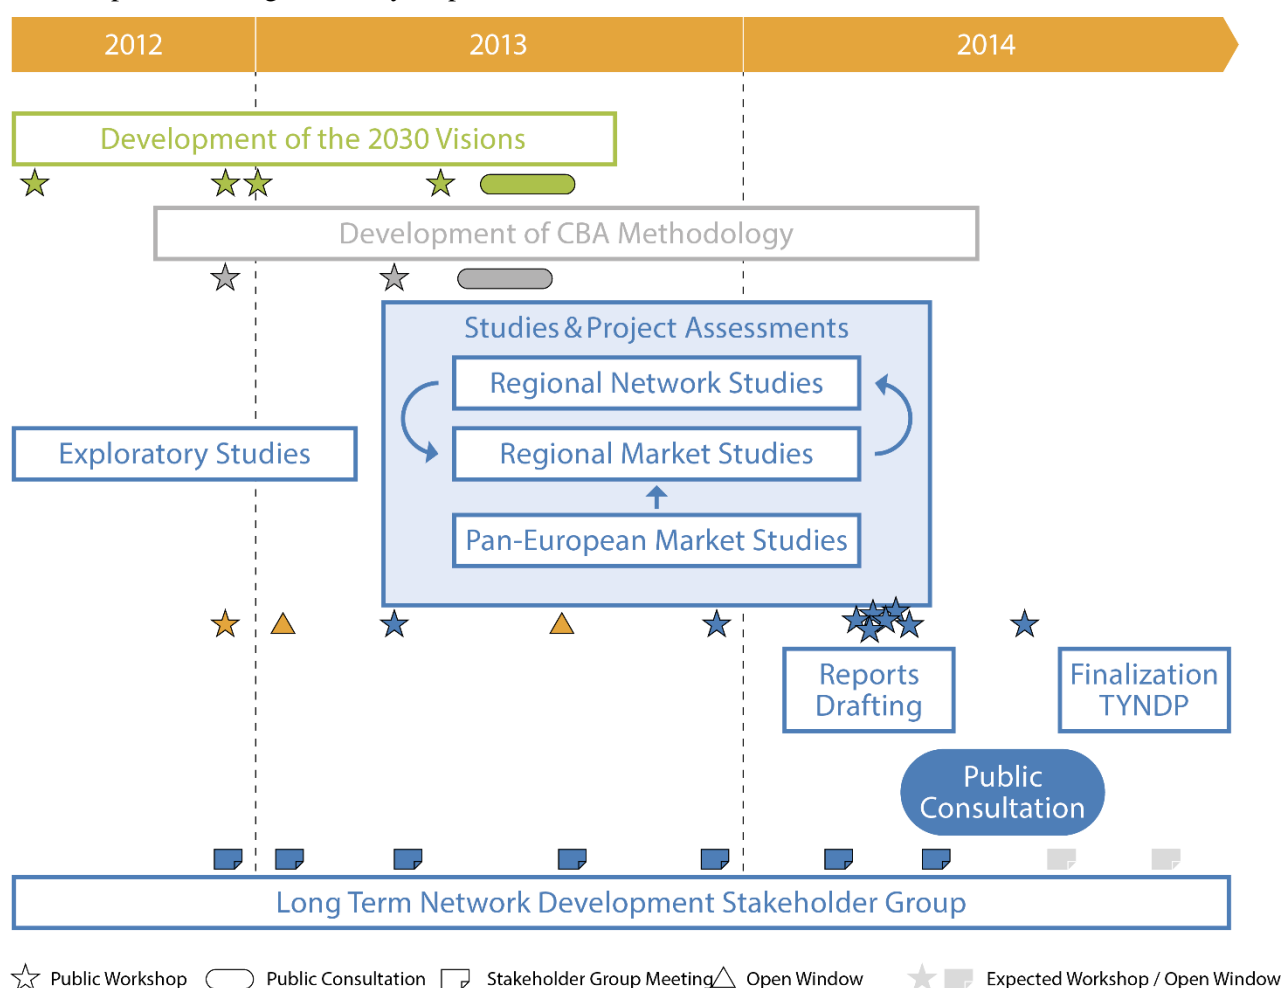 2012 2013 2014
Development of the 2030 Visions
Development of CBA Methodology
Studies & Project Assessments
Regional Network Studies
Exploratory Studies
Regional Market Studies
Pan-European Market Studies
Reports
Drafting
Finalization
TYNDP
Public
Consultation
Long Term Network Development Stakeholder Group
Public Workshop Public Consultation Stakeholder Group Meeting Open Window Expected Workshop / Open Window